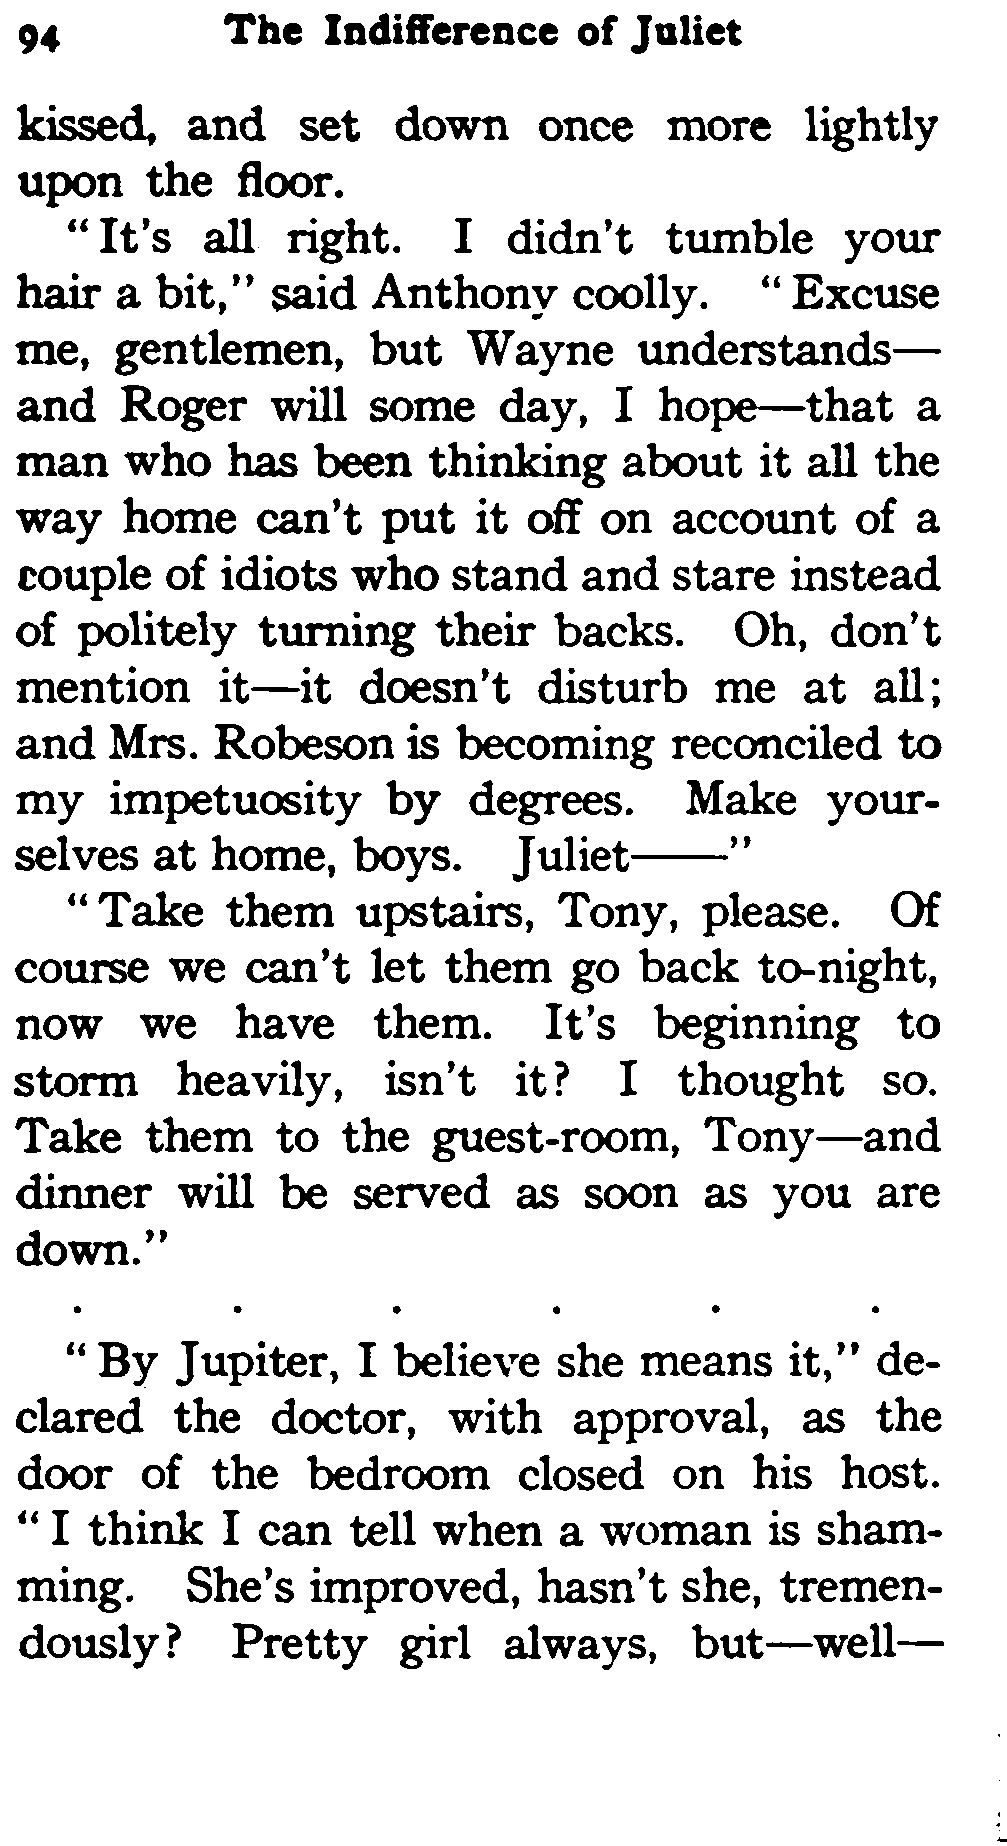 94 The Indifference of Juliet
kissed, and set down once more lightly
upon the floor.
"It's all right. I didn't tumble your
hair a bit," said Anthony coolly. "Excuse
me, gentlemen, but Wayne understands—
and Roger will some day, I hope—that a
man who has been thinking about it all the
way home can't put it off on account of a
couple of idiots who stand and stare instead
of politely turning their backs. Oh, don't
mention it—it doesn't disturb me at all;
and Mrs. Robeson is becoming reconciled to
my impetuosity by degrees. Make your-
selves at home, boys. Juliet——"
"Take them upstairs, Tony, please. Of
course we can't let them go back to-night,
now we have them. It's beginning to
storm heavily, isn't it? I thought so.
Take them to the guest-room, Tony—and
dinner will be served as soon as you are
down."
. . . . . .
"By Jupiter, I believe she means it," de-
clared the doctor, with approval, as the
door of the bedroom closed on his host.
"I think I can tell when a woman is sham-
ming. She's improved, hasn't she, tremen-
dously? Pretty girl always, but—well—